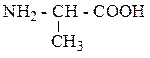 NH₂ - CH - COOH
CH₃